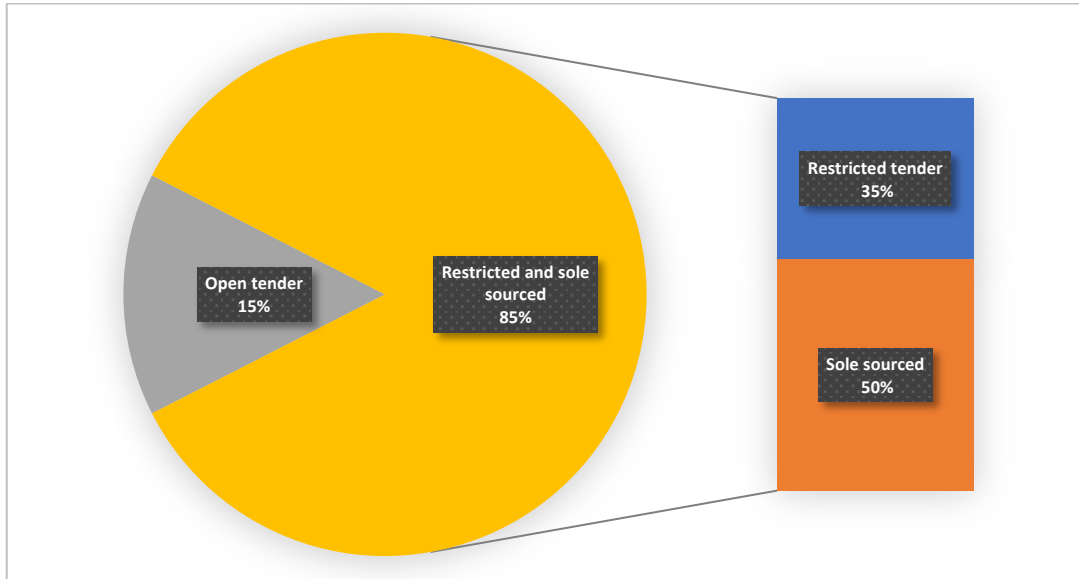 Open tender
15%
Restricted and sole
sourced
85%
Restricted tender
35%
Sole sourced
50%